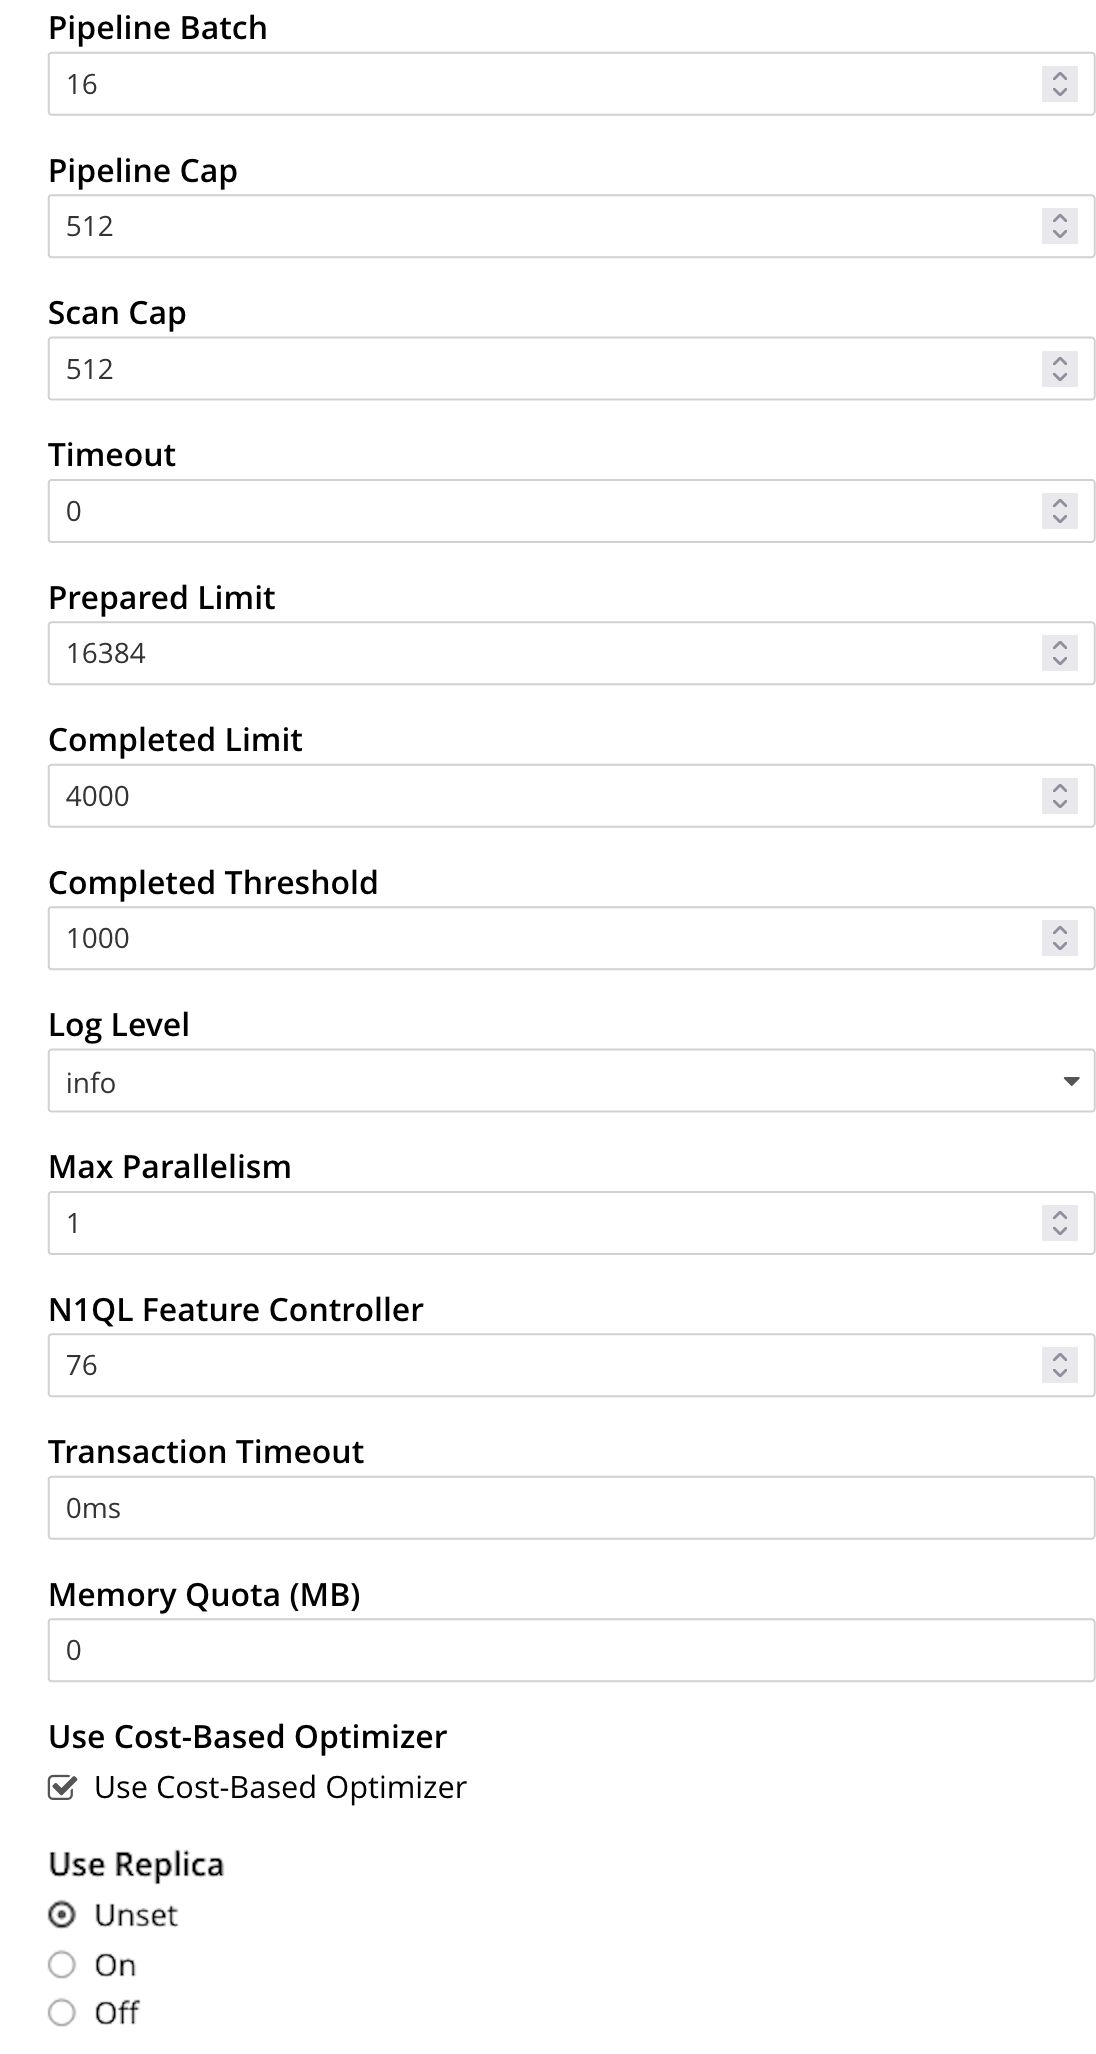 Pipeline Batch
16
Pipeline Cap
512
Scan Cap
512
Timeout
0
Prepared Limit
16384
Completed Limit
4000
Completed Threshold
1000
Log Level
info
Max Parallelism
1
N1QL Feature Controller
76
Transaction Timeout
0ms
Memory Quota (MB)
0
Use Cost-Based Optimizer
Use Cost-Based Optimizer
Use Replica
Unset
On
Off